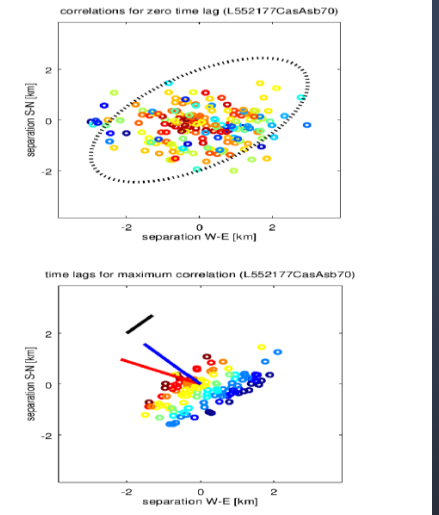 correlations for zero time lag (L552177CasAsb70)
separation S-N [km]
2
0
-2
-2 0 2
separation W-E [km]
time lags for maximum correlation (L552177CasAsb70)
separation S-N [km]
2
0
-2
-2 0 2
separation W-E [km]